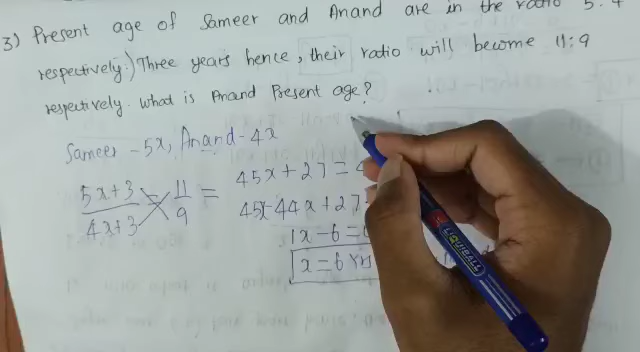 3) Present age of Sameer and Anand are in the ratio 5:4
respectively.) Three years hence, their ratio will become 11:9
respectively. What is Anand Present age?
Sameer - 5x, Anand - 4x
5x+3 / 4x+3 = 11 / 9 =
45x + 27 =
45x-44x + 27
1x = 6 =
x = 6 yr
LIQUIBALL